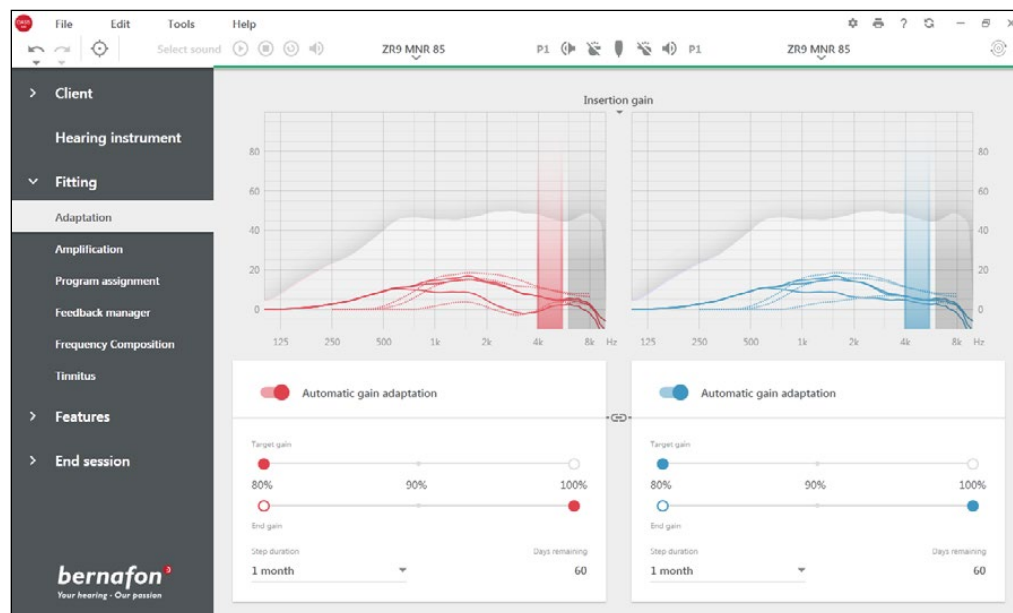 OASIS
File Edit Tools Help
Select sound ZR9 MNR 85 P1 P1 ZR9 MNR 85
Client
Hearing instrument
Fitting
Adaptation
Amplification
Program assignment
Feedback manager
Frequency Composition
Tinnitus
Features
End session
bernafon
Your hearing • Our passion
Insertion gain
80 80
60 60
40 40
20 20
0 0
125 250 500 1k 2k 4k 8k Hz 125 250 500 1k 2k 4k 8k Hz
Automatic gain adaptation Automatic gain adaptation
Target gain Target gain
80% 90% 100% 80% 90% 100%
End gain End gain
Step duration Days remaining Step duration Days remaining
1 month 60 1 month 60